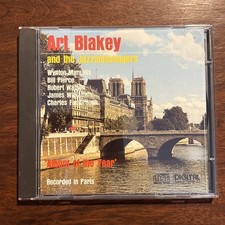 Art Blakey
and the Jazzmessengers
Wynton Marsalis
Bill Pierce
Robert Watson
James Williams
Charles Fambrough
'Album of the Year'
Recorded in Paris
DIGITAL